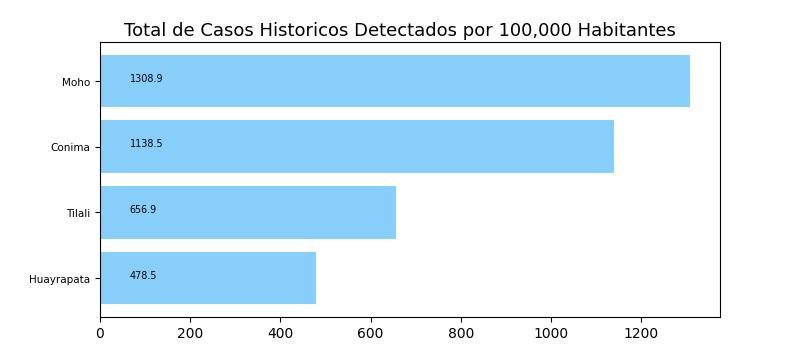 Total de Casos Historicos Detectados por 100,000 Habitantes
Moho 1308.9
Conima 1138.5
Tilali 656.9
Huayrapata 478.5
0 200 400 600 800 1000 1200